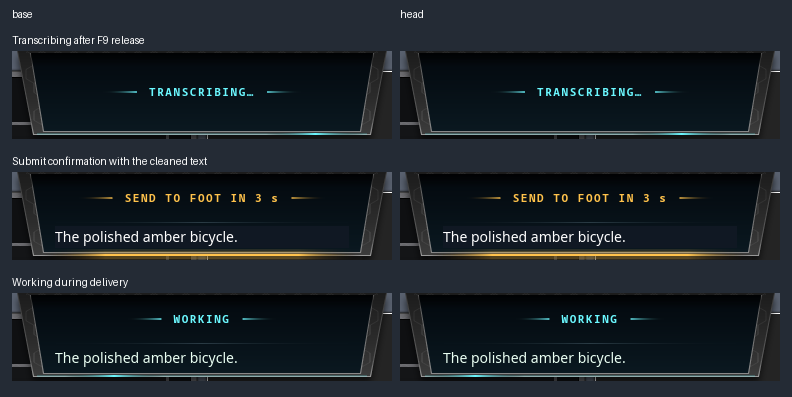 base head
Transcribing after F9 release
TRANSCRIBING… TRANSCRIBING…
Submit confirmation with the cleaned text
SEND TO FOOT IN 3 s SEND TO FOOT IN 3 s
The polished amber bicycle. The polished amber bicycle.
Working during delivery
WORKING WORKING
The polished amber bicycle. The polished amber bicycle.